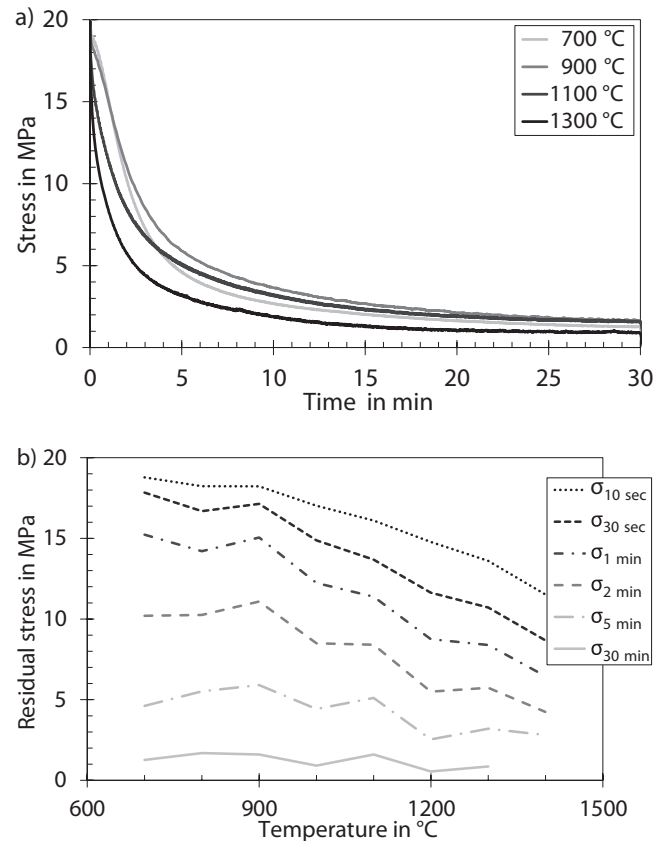 a)
20
15
10
5
0
Stress in MPa
700 °C
900 °C
1100 °C
1300 °C
0 5 10 15 20 25 30
Time in min
b)
20
15
10
5
0
Residual stress in MPa
σ10 sec
σ30 sec
σ1 min
σ2 min
σ5 min
σ30 min
600 900 1200 1500
Temperature in °C